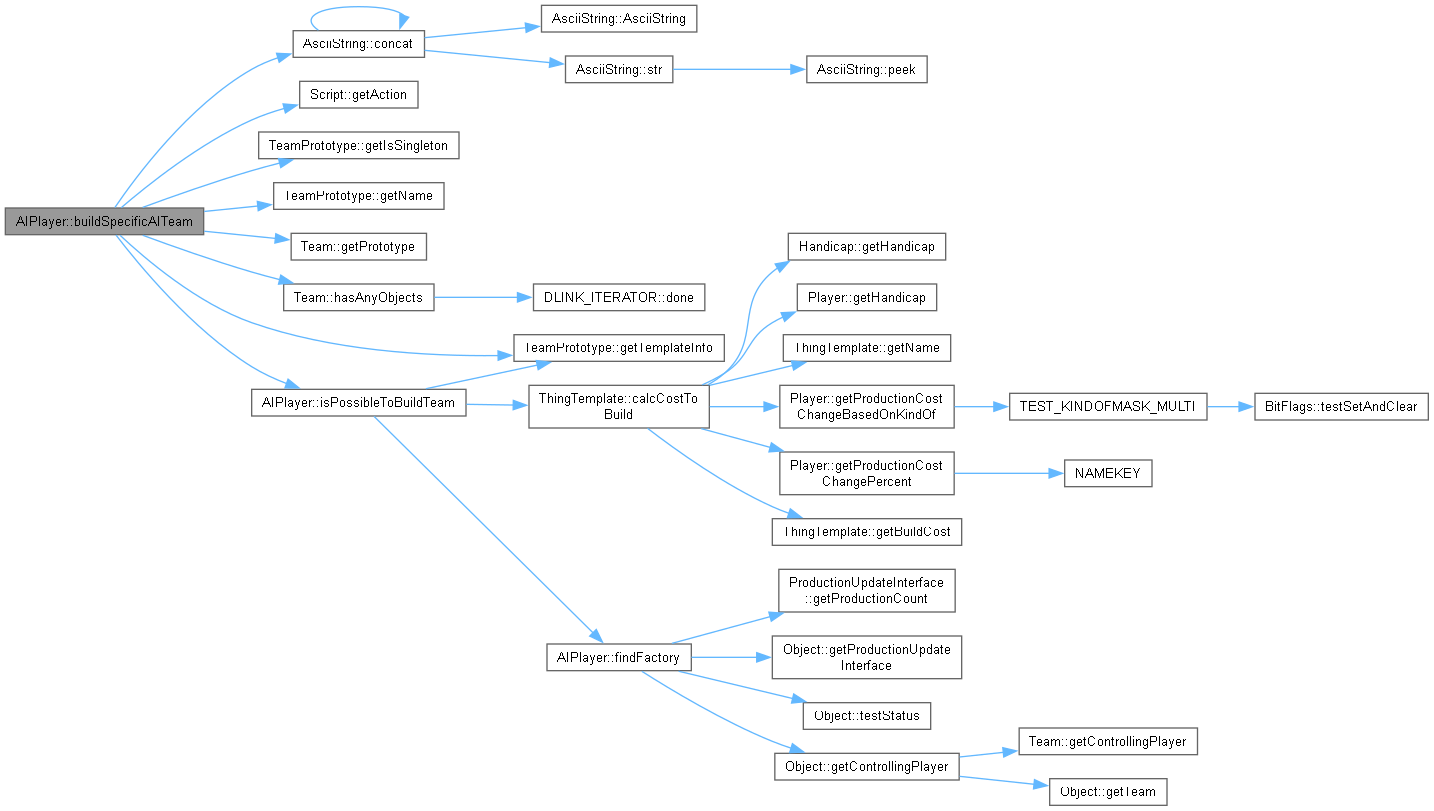 AsciiString::AsciiString
AsciiString::concat
AsciiString::str
AsciiString::peek
Script::getAction
TeamPrototype::getIsSingleton
TeamPrototype::getName
AIPlayer::buildSpecificAITeam
Team::getPrototype
Handicap::getHandicap
Team::hasAnyObjects
DLINK_ITERATOR::done
Player::getHandicap
TeamPrototype::getTemplateInfo
ThingTemplate::getName
AIPlayer::isPossibleToBuildTeam
ThingTemplate::calcCostTo
Build
Player::getProductionCost
ChangeBasedOnKindOf
TEST_KINDOFMASK_MULTI
BitFlags::testSetAndClear
Player::getProductionCost
ChangePercent
NAMEKEY
ThingTemplate::getBuildCost
ProductionUpdateInterface
::getProductionCount
AIPlayer::findFactory
Object::getProductionUpdate
Interface
Object::testStatus
Team::getControllingPlayer
Object::getControllingPlayer
Object::getTeam